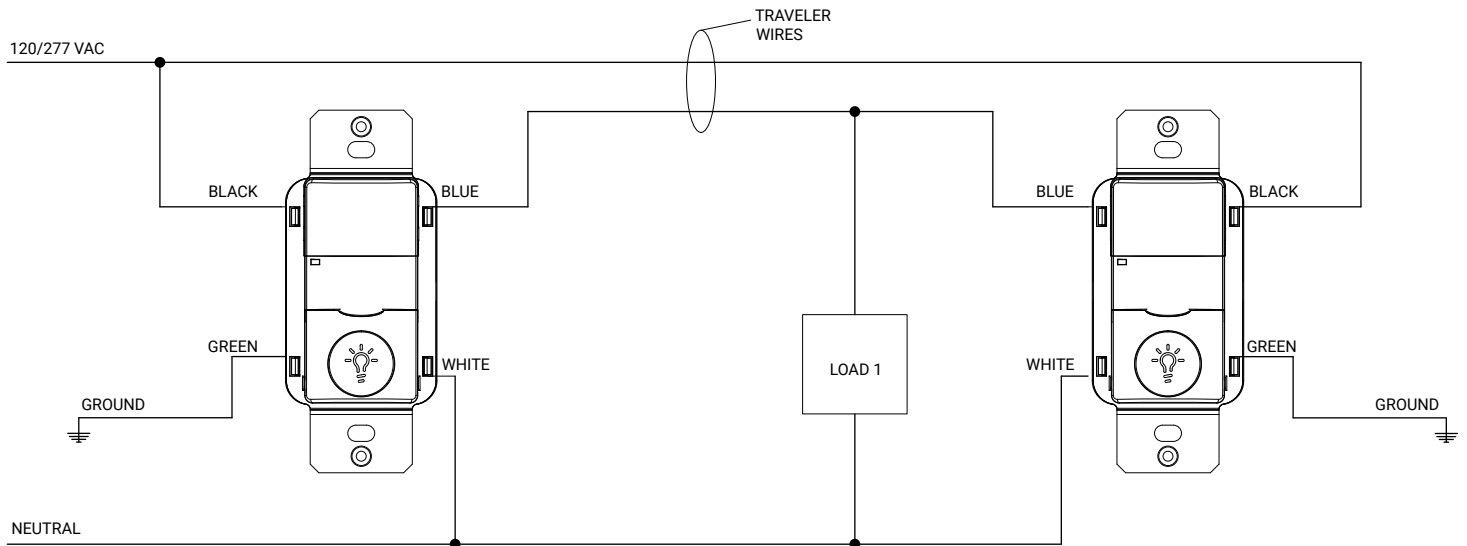 TRAVELER
WIRES
120/277 VAC
BLACK
BLUE
BLUE
BLACK
GREEN
WHITE
LOAD 1
WHITE
GREEN
GROUND
GROUND
NEUTRAL